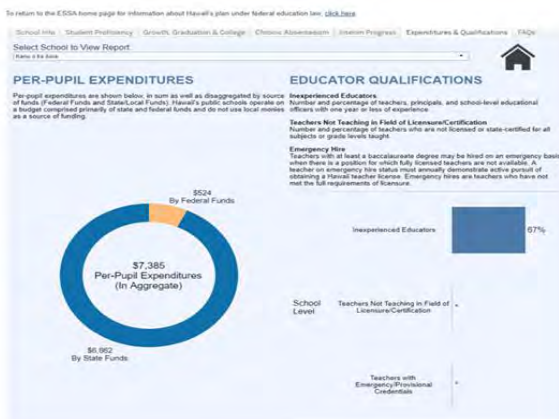 To return to the ESSA home page for information about Hawaii's plan under federal education law, click here.
School Info
Student Proficiency
Growth, Graduation & College
Chronic Absenteeism
Interim Progress
Expenditures & Qualifications
FAQs
Select School to View Report
PER-PUPIL EXPENDITURES
Per-pupil expenditures are shown below, in sum as well as disaggregated by source
of funds (Federal Funds and State/Local Funds). Hawaii's public schools operate on
a budget comprised primarily of state and federal funds and do not use local monies
as a source of funding.
$524
By Federal Funds
$7,385
Per-Pupil Expenditures
(In Aggregate)
$6,862
By State Funds
EDUCATOR QUALIFICATIONS
Inexperienced Educators
Number and percentage of teachers, principals, and school-level educational
officers with one year or less of experience.
Teachers Not Teaching in Field of Licensure/Certification
Number and percentage of teachers who are not licensed or state-certified for all
subjects or grade levels taught.
Emergency Hire
Teachers with at least a baccalaureate degree may be hired on an emergency basis
when there is a position for which fully licensed teachers are not available. A
teacher on emergency hire status must annually demonstrate active pursuit of
obtaining a Hawaii teacher license. Emergency hires are teachers who have not
met the full requirements of licensure.
Inexperienced Educators
67%
School
Level
Teachers Not Teaching in Field of
Licensure/Certification
*
Teachers with
Emergency/Provisional
Credentials
*